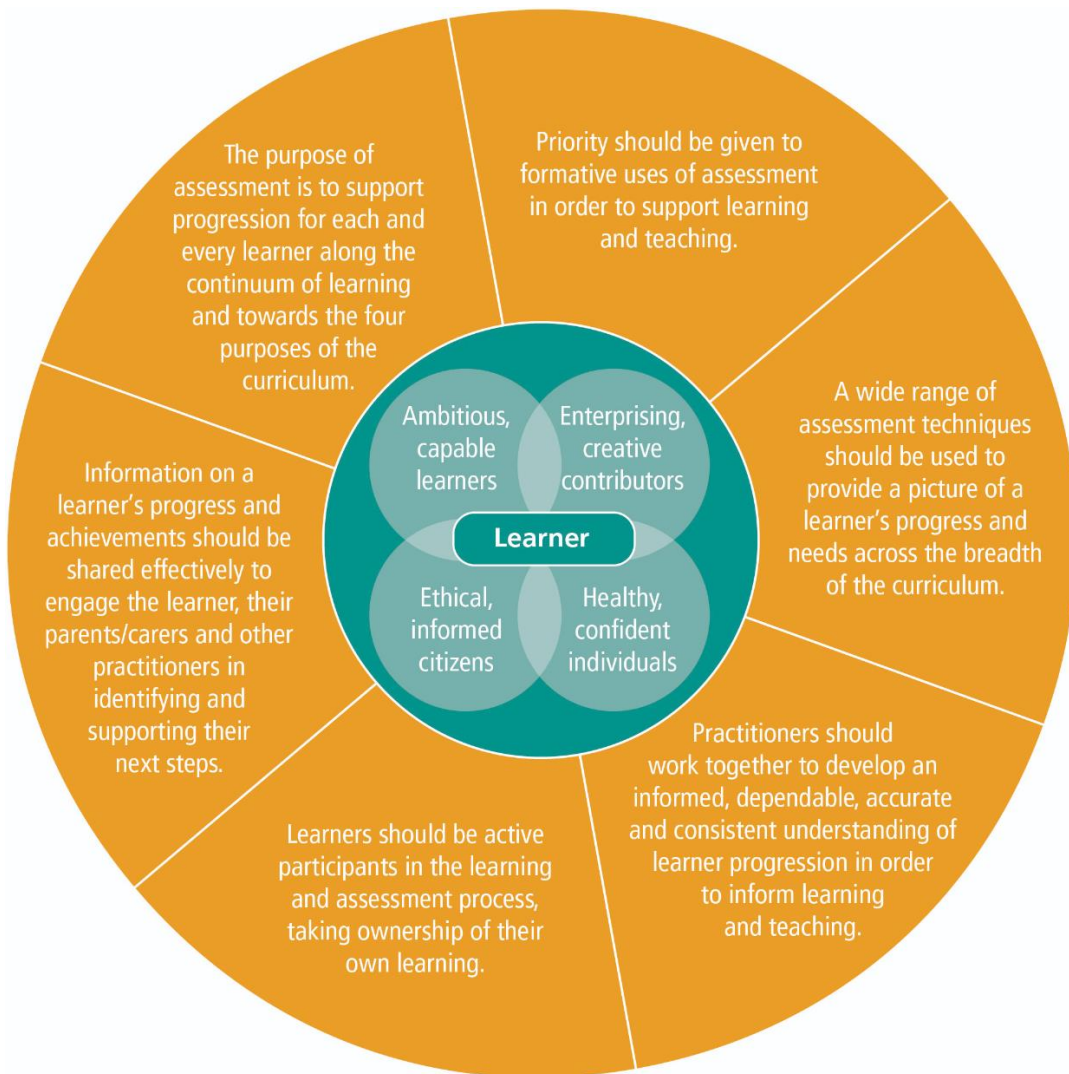 The purpose of
assessment is to support
progression for each and
every learner along the
continuum of learning
and towards the four
purposes of the
curriculum.
Priority should be given to
formative uses of assessment
in order to support learning
and teaching.
A wide range of
assessment techniques
should be used to
provide a picture of a
learner’s progress and
needs across the breadth
of the curriculum.
Practitioners should
work together to develop an
informed, dependable, accurate
and consistent understanding of
learner progression in order
to inform learning
and teaching.
Learners should be active
participants in the learning
and assessment process,
taking ownership of their
own learning.
Information on a
learner’s progress and
achievements should be
shared effectively to
engage the learner, their
parents/carers and other
practitioners in
identifying and
supporting their
next steps.
Ambitious,
capable
learners
Enterprising,
creative
contributors
Learner
Ethical,
informed
citizens
Healthy,
confident
individuals